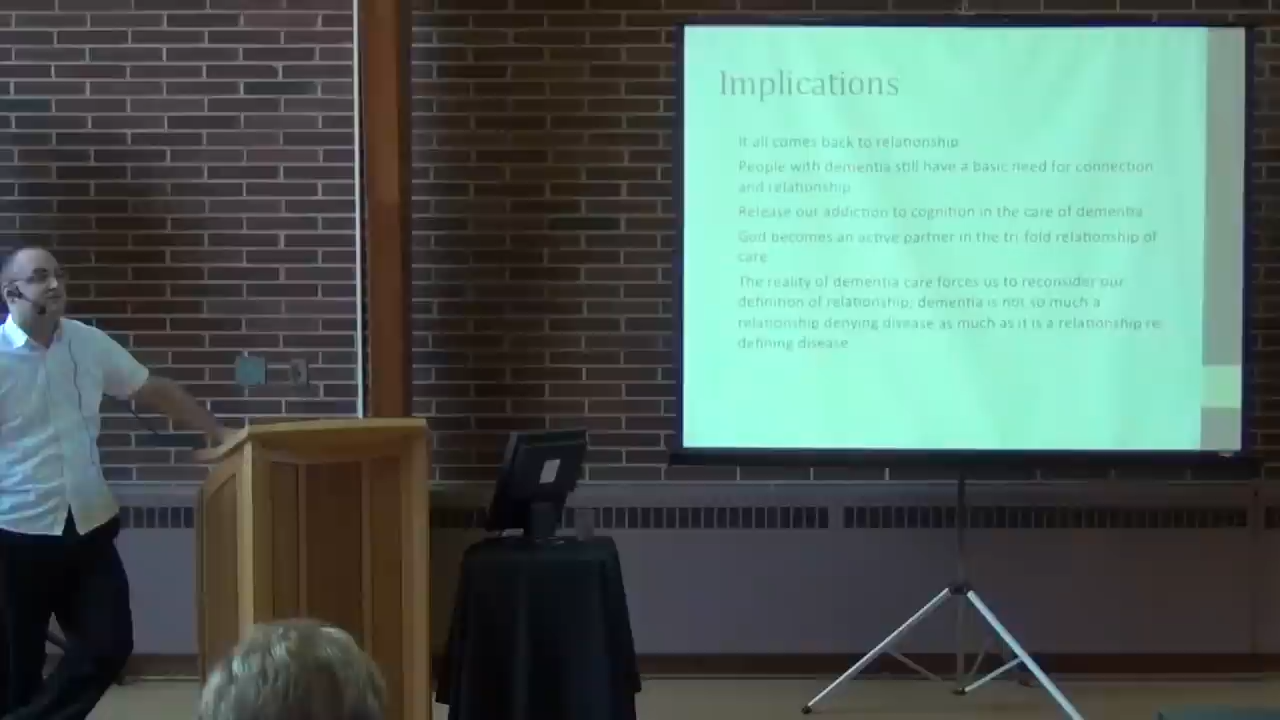 Implications
It all comes back to relationship
People with dementia still have a basic need for connection
and relationship
Release our addiction to cognition in the care of dementia
God becomes an active partner in the tri-fold relationship of
care
The reality of dementia care forces us to reconsider our
definition of relationship; dementia is not so much a
relationship denying disease as much as it is a relationship re-
defining disease